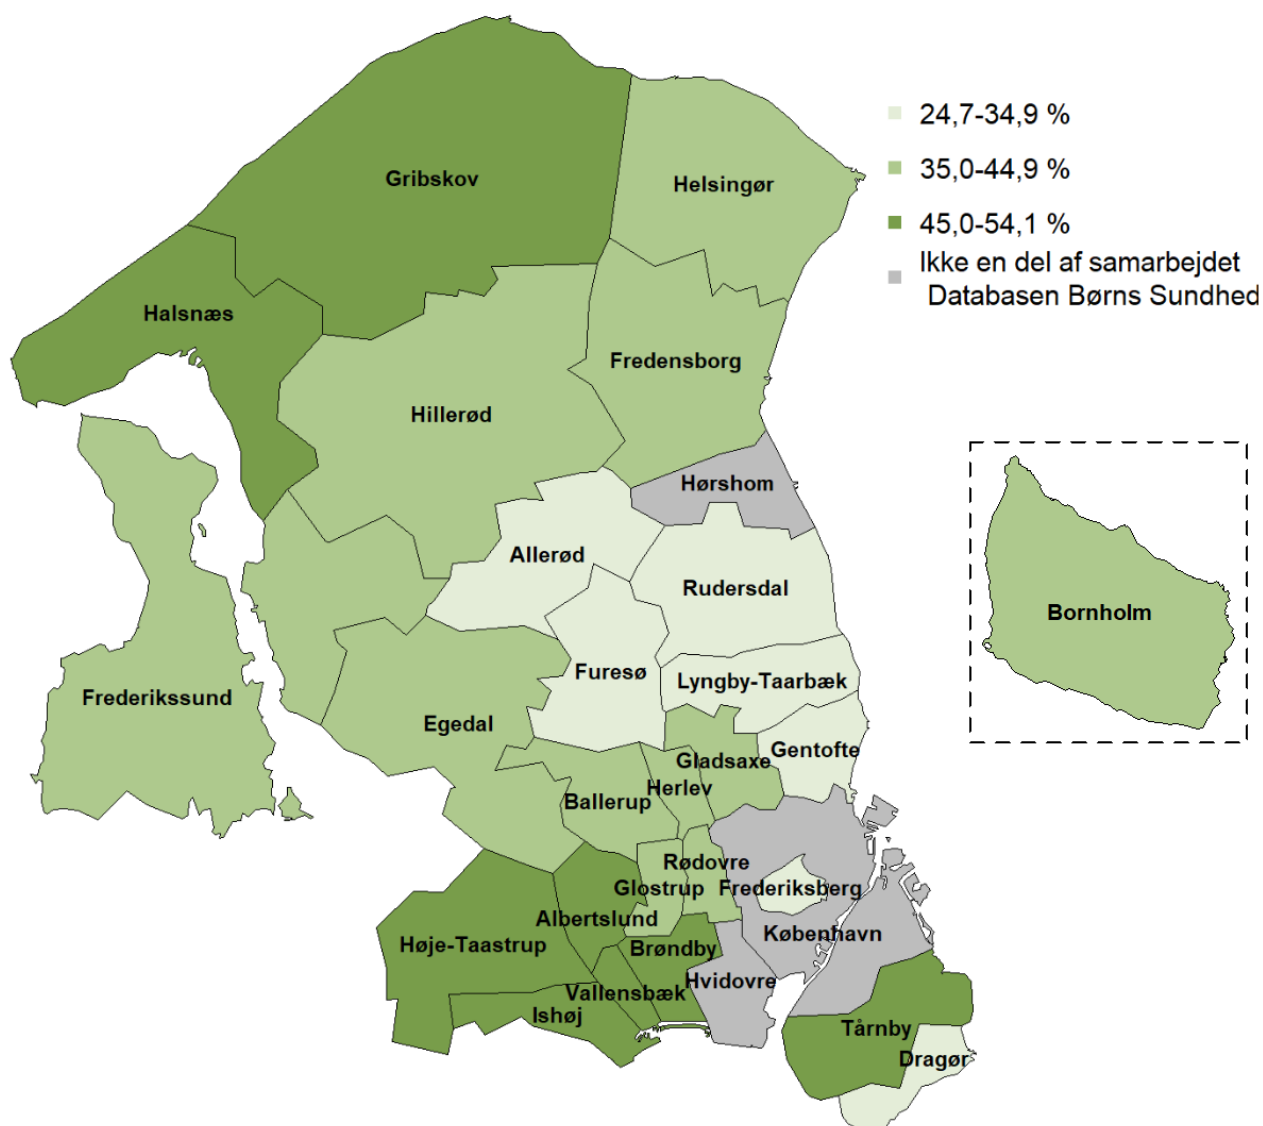 24,7-34,9 %
35,0-44,9 %
45,0-54,1 %
Ikke en del af samarbejdet
Databasen Børns Sundhed
Gribskov
Helsingør
Halsnæs
Fredensborg
Hillerød
Hørshom
Allerød
Rudersdal
Bornholm
Furesø
Lyngby-Taarbæk
Frederikssund
Egedal
Gentofte
Gladsaxe
Herlev
Ballerup
Rødovre
Glostrup
Frederiksberg
Albertslund
København
Høje-Taastrup
Brøndby
Hvidovre
Vallensbæk
Ishøj
Tårnby
Dragør